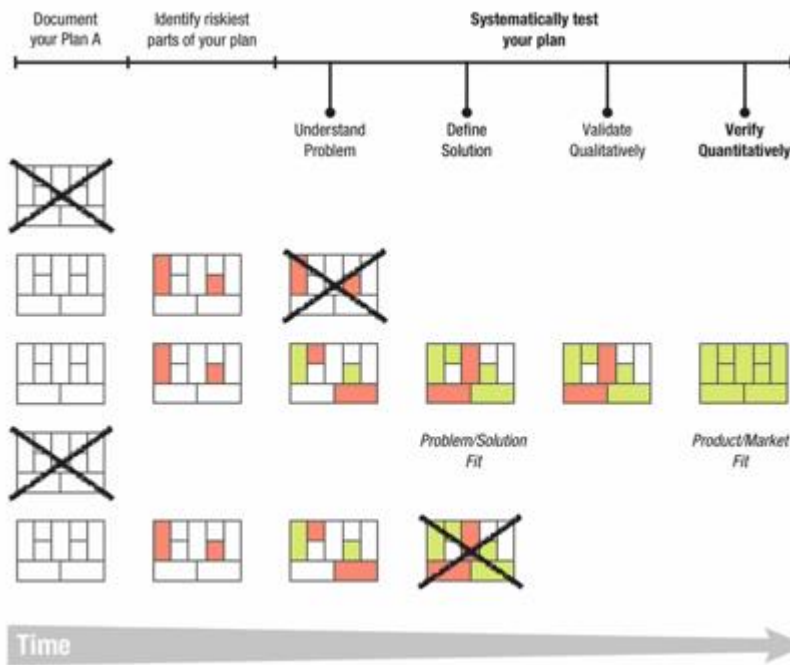 Document
your Plan A
Identify riskiest
parts of your plan
Systematically test
your plan
Understand
Problem
Define
Solution
Validate
Qualitatively
Verify
Quantitatively
Problem/Solution
Fit
Product/Market
Fit
Time